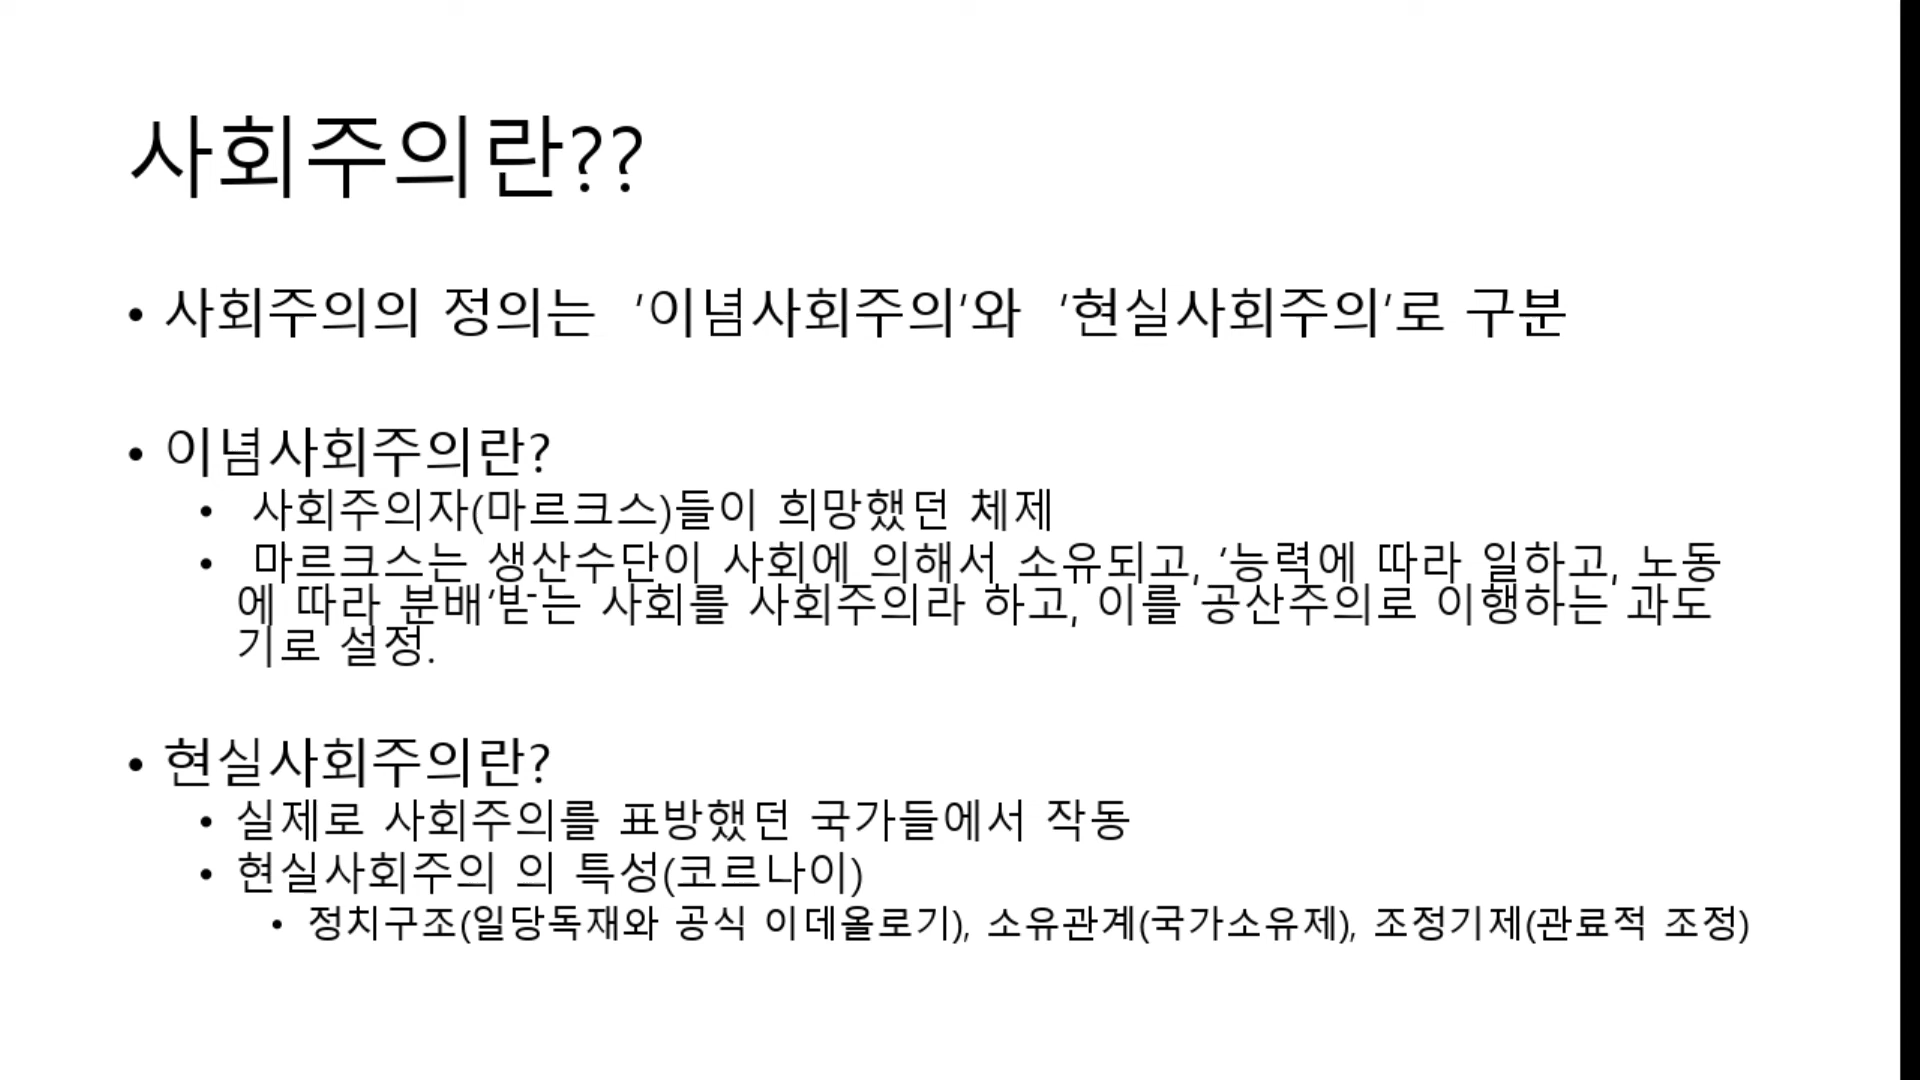 사회주의란??
• 사회주의의 정의는 '이념사회주의'와 '현실사회주의'로 구분
• 이념사회주의란?
• 사회주의자(마르크스)들이 희망했던 체제
• 마르크스는 생산수단이 사회에 의해서 소유되고, '능력에 따라 일하고, 노동
에 따라 분배'받는 사회를 사회주의라 하고, 이를 공산주의로 이행하는 과도
기로 설정.
• 현실사회주의란?
• 실제로 사회주의를 표방했던 국가들에서 작동
• 현실사회주의 의 특성(코르나이)
• 정치구조(일당독재와 공식 이데올로기), 소유관계(국가소유제), 조정기제(관료적 조정)